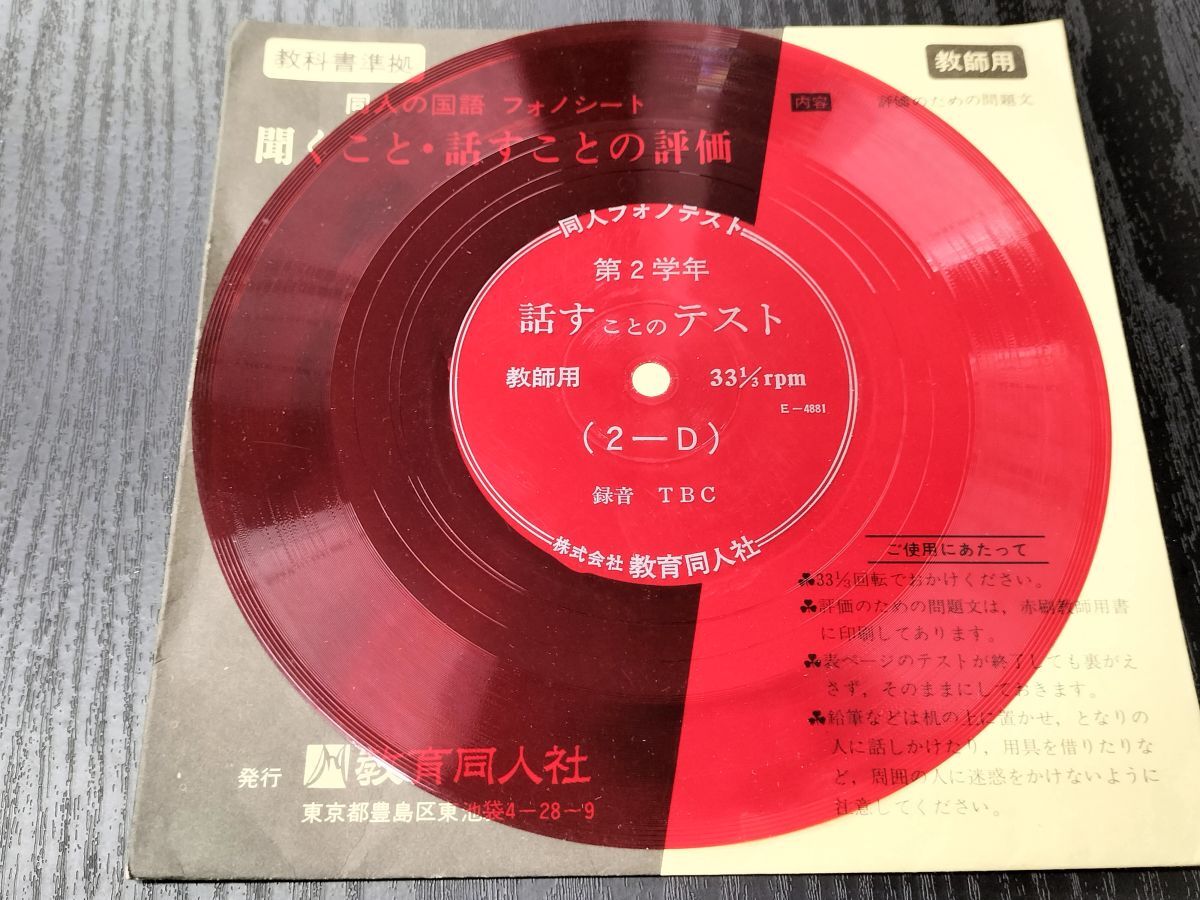 教科書準拠
同人の国語 フォノシート
聞くこと・話すことの評価
教師用
内容 評価のための問題文
同人フォノテスト
第2学年
話すことのテスト
教師用 33⅓rpm
E-4881
(2-D)
録音 TBC
株式会社 教育同人社
ご使用にあたって
♣33⅓回転でおかけください。
♣評価のための問題文は,赤刷教師用書
に印刷してあります。
♣表ページのテストが終了しても裏がえ
さず,そのままにしておきます。
♣鉛筆などは机の上に置かせ,となりの
人に話しかけたり,用具を借りたりな
ど,周囲の人に迷惑をかけないように
注意してください。
発行 教育同人社
東京都豊島区東池袋4-28-9